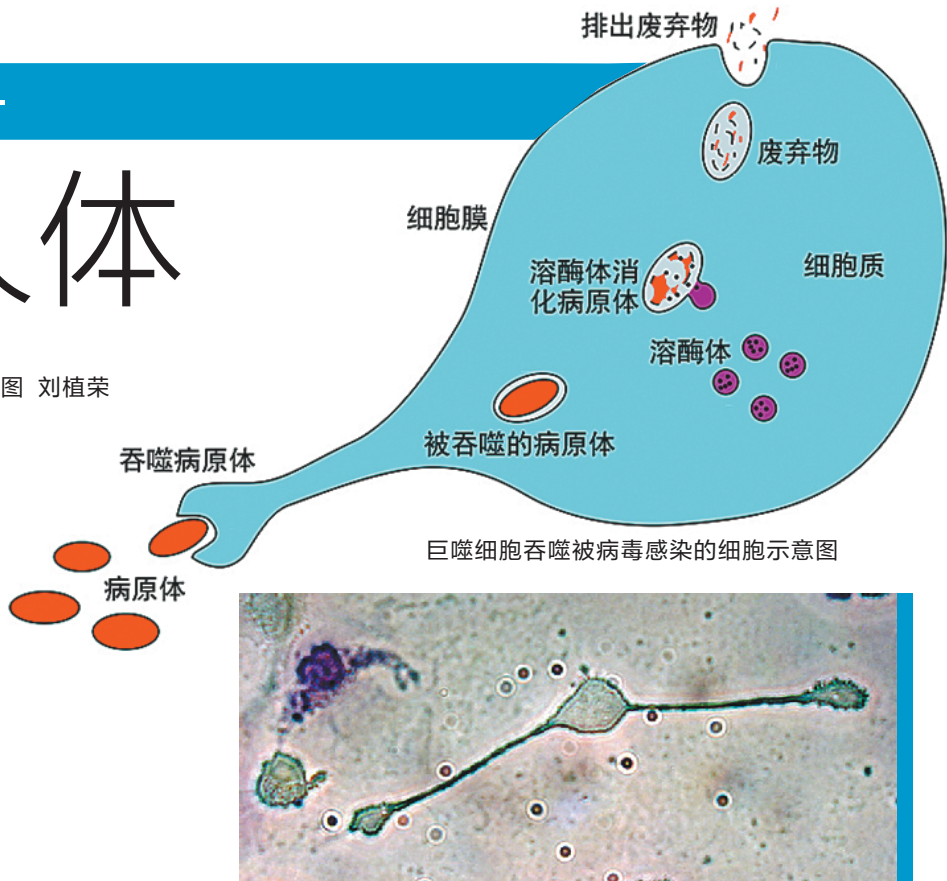 排出废弃物
废弃物
体
细胞膜
细胞质
溶酶体消
化病原体
溶酶体
图 刘植荣
被吞噬的病原体
吞噬病原体
巨噬细胞吞噬被病毒感染的细胞示意图
病原体